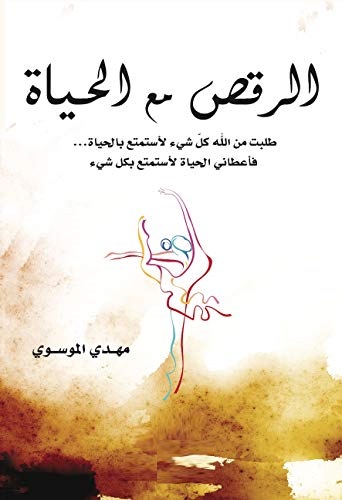 الرقص مع الحياة
طلبت من الله كلّ شيء لأستمتع بالحياة...
فأعطاني الحياة لأستمتع بكل شيء
مهدي الموسوي